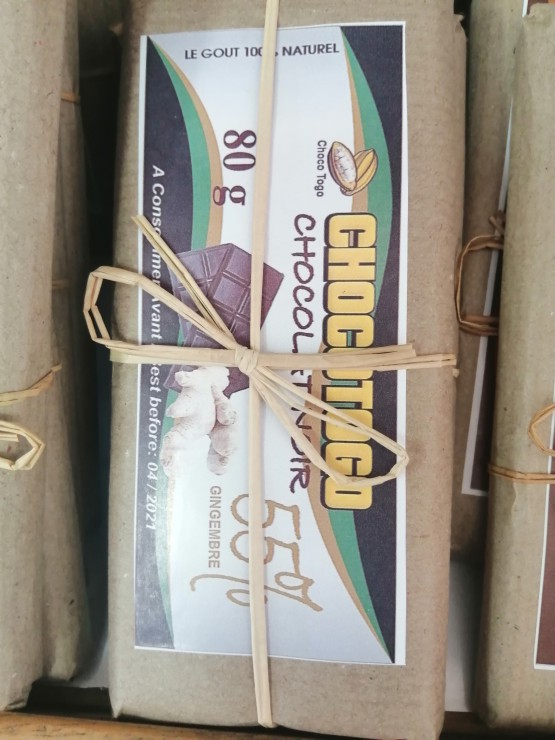 LE GOUT 100% NATUREL
Choco Togo
CHOCOTOGO
CHOCOLAT NOIR
80 g
55%
GINGEMBRE
A Consommer Avant / Best before: 04 / 2021